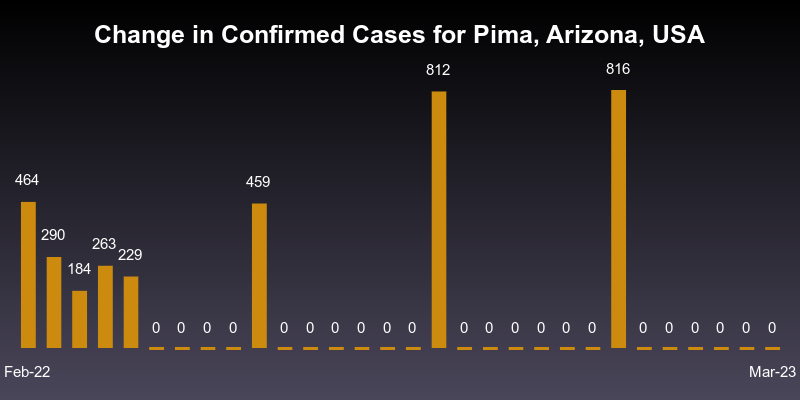 Change in Confirmed Cases for Pima, Arizona, USA
464 290 184 263 229 0 0 0 0 459 0 0 0 0 0 0 812 0 0 0 0 0 0 816 0 0 0 0 0 0
Feb-22 Mar-23